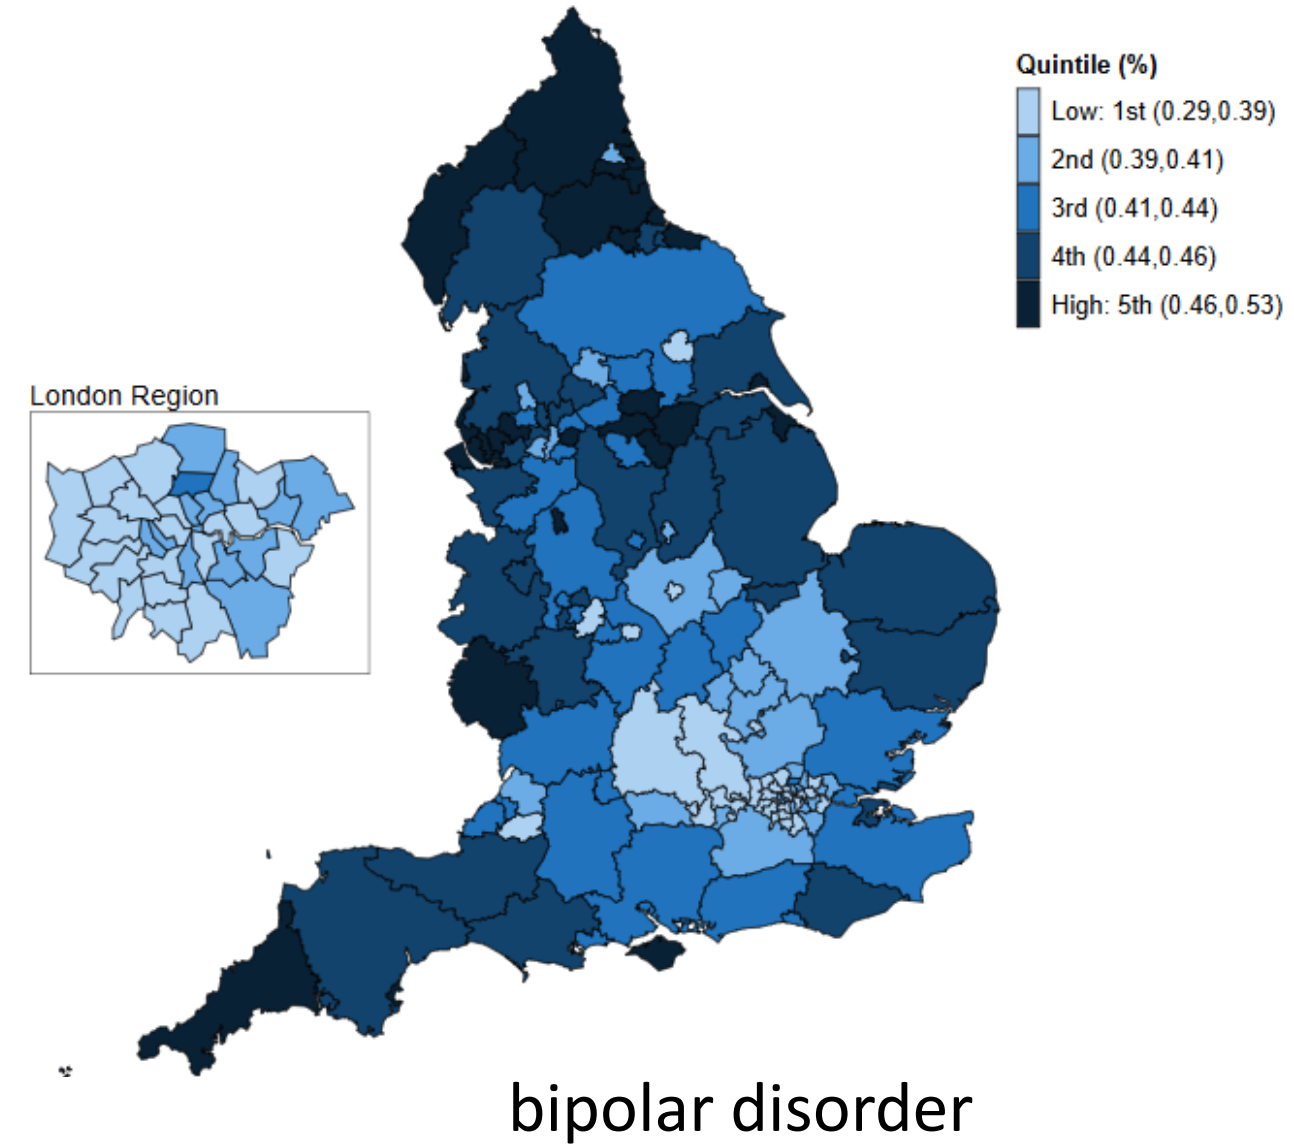 Quintile (%)
Low: 1st (0.29,0.39)
2nd (0.39,0.41)
3rd (0.41,0.44)
4th (0.44,0.46)
High: 5th (0.46,0.53)
London Region
bipolar disorder